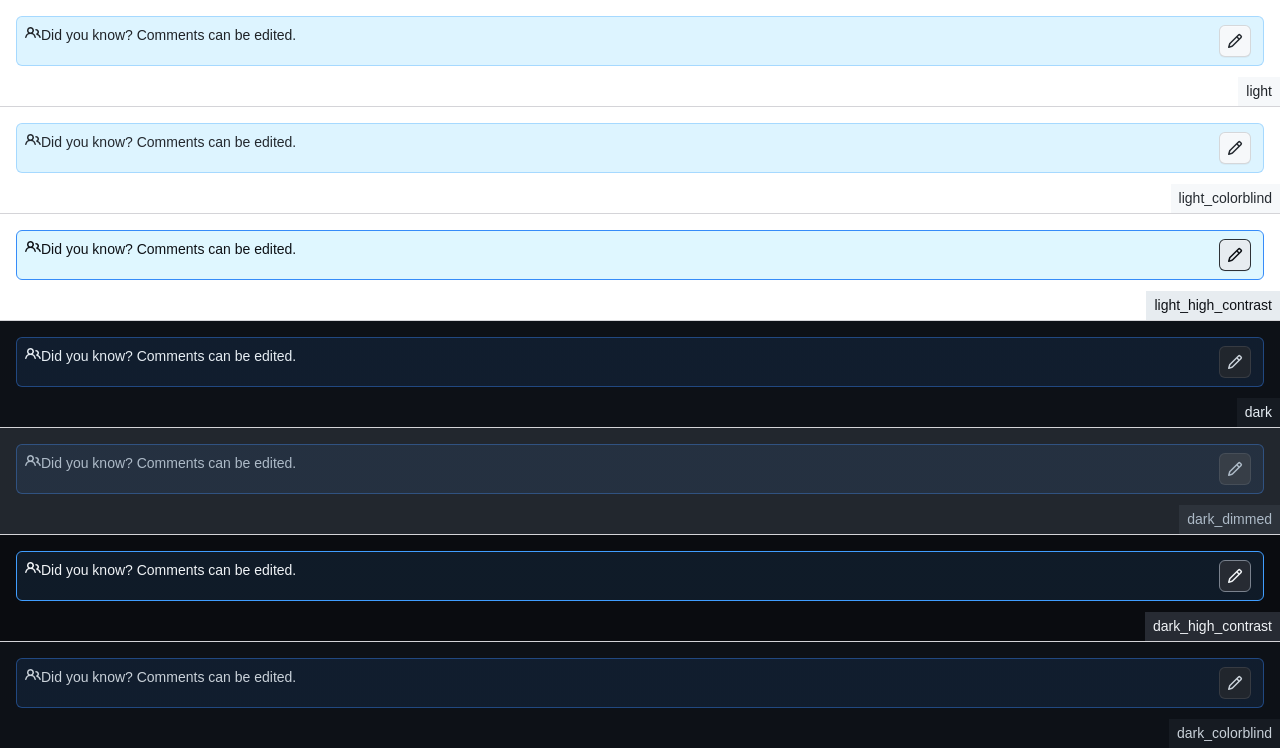 Did you know? Comments can be edited.
light
Did you know? Comments can be edited.
light_colorblind
Did you know? Comments can be edited.
light_high_contrast
Did you know? Comments can be edited.
dark
Did you know? Comments can be edited.
dark_dimmed
Did you know? Comments can be edited.
dark_high_contrast
Did you know? Comments can be edited.
dark_colorblind